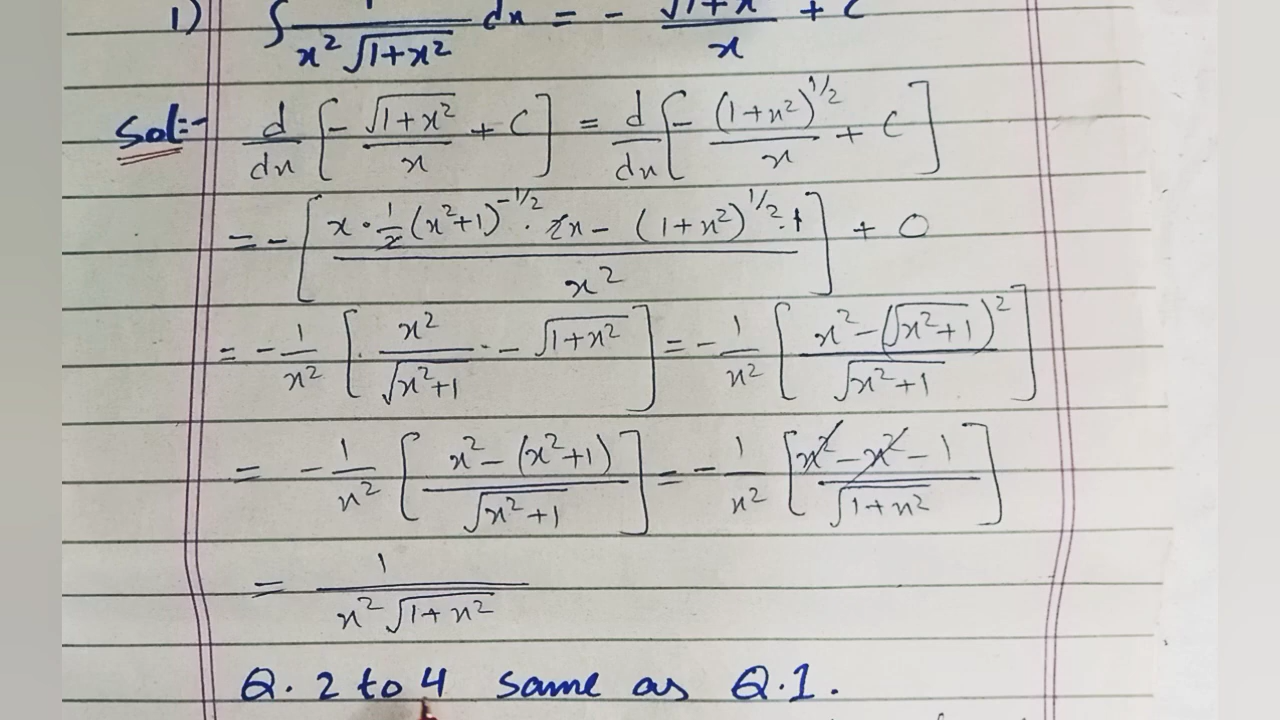 1) ∫ 1/(x²√(1+x²)) dx = - √(1+x²)/x + C
Sol:- d/dx [- √(1+x²)/x + C] = d/dx [- (1+x²)^(1/2)/x + C]
= - [(x · 1/2 (x²+1)^(-1/2) · 2x - (1+x²)^(1/2) · 1)/x²] + 0
= - 1/x² [x²/√(x²+1) - √(1+x²)] = - 1/x² [(x² - (√(x²+1))²)/√(x²+1)]
= - 1/x² [(x² - (x²+1))/√(x²+1)] = - 1/x² [(x² - x² - 1)/√(1+x²)]
= 1/(x²√(1+x²))
Q. 2 to 4 same as Q.1.